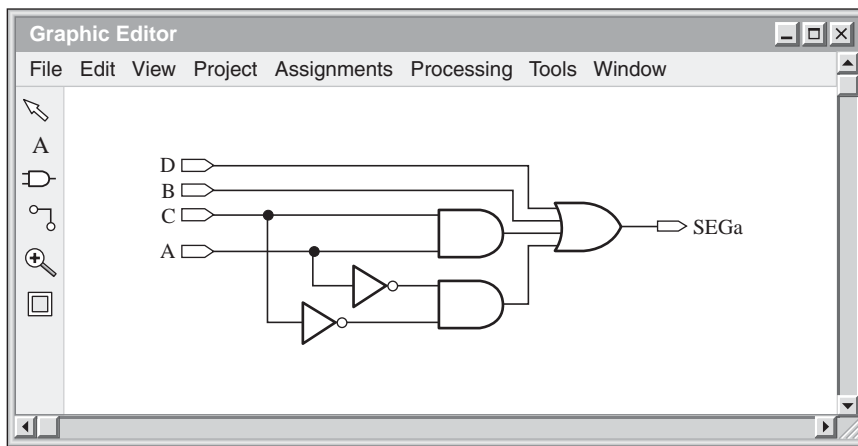 Graphic Editor
File Edit View Project Assignments Processing Tools Window
A
D
B
C
A
SEGa